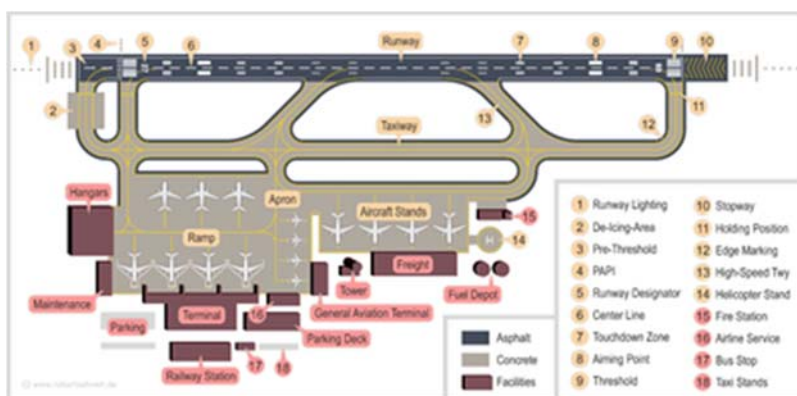 1
3
4
5
6
Runway
7
8
9
10
2
Taxiway
13
12
11
Hangars
Apron
Aircraft Stands
15
Ramp
14
Maintenance
Terminal
16
Tower
Freight
Fuel Depot
General Aviation Terminal
Parking
Parking Deck
Railway Station
17
18
Asphalt
Concrete
Facilities
1 Runway Lighting
2 De-Icing-Area
3 Pre-Threshold
4 PAPI
5 Runway Designator
6 Center Line
7 Touchdown Zone
8 Aiming Point
9 Threshold
10 Stopway
11 Holding Position
12 Edge Marking
13 High-Speed Twy
14 Helicopter Stand
15 Fire Station
16 Airline Service
17 Bus Stop
18 Taxi Stands